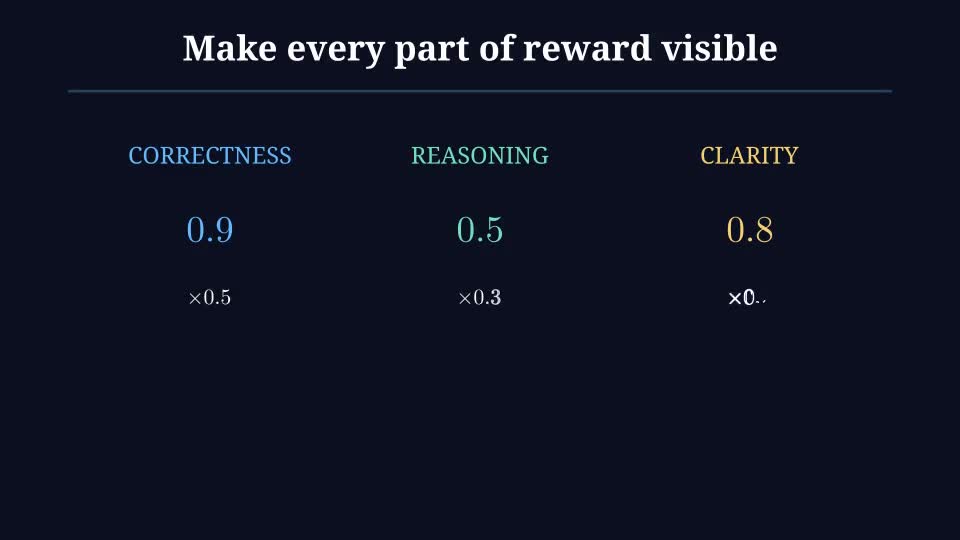 Make every part of reward visible
CORRECTNESS REASONING CLARITY
0.9 0.5 0.8
×0.5 ×0.3 ×0.